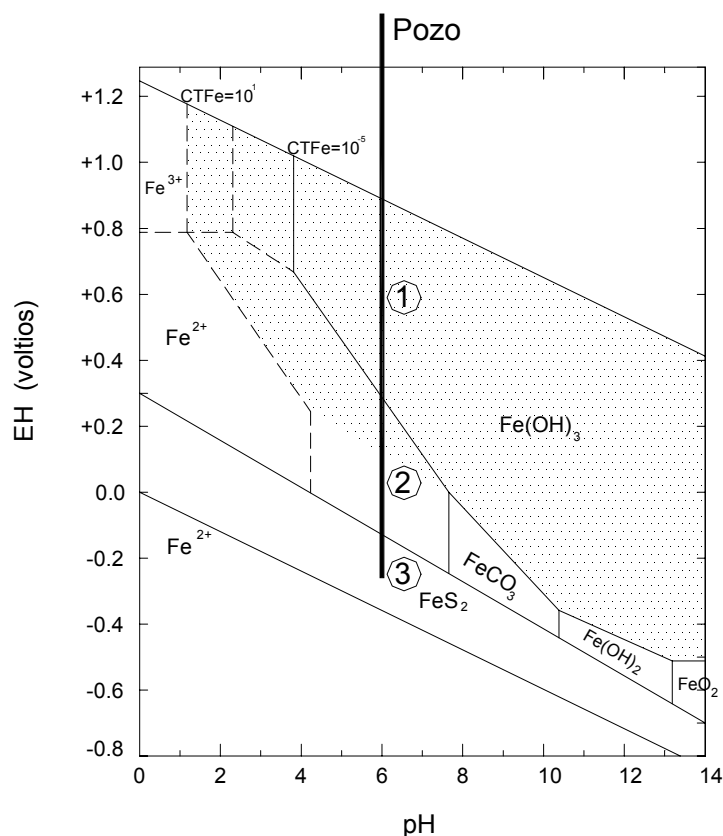 Pozo
+1.2
+1.0
+0.8
+0.6
+0.4
+0.2
0.0
-0.2
-0.4
-0.6
-0.8
EH (voltios)
CTFe=10¹
CTFe=10⁻⁵
Fe³⁺
1
Fe²⁺
Fe(OH)₃
2
Fe²⁺
3
FeS₂
FeCO₃
Fe(OH)₂
FeO₂
0 2 4 6 8 10 12 14
pH